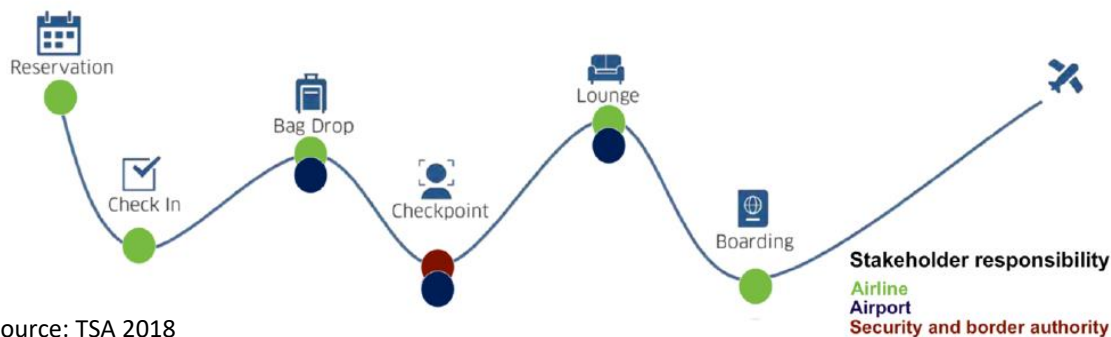 Reservation
Check In
Bag Drop
Checkpoint
Lounge
Boarding
Stakeholder responsibility
Airline
Airport
Security and border authority
ource: TSA 2018